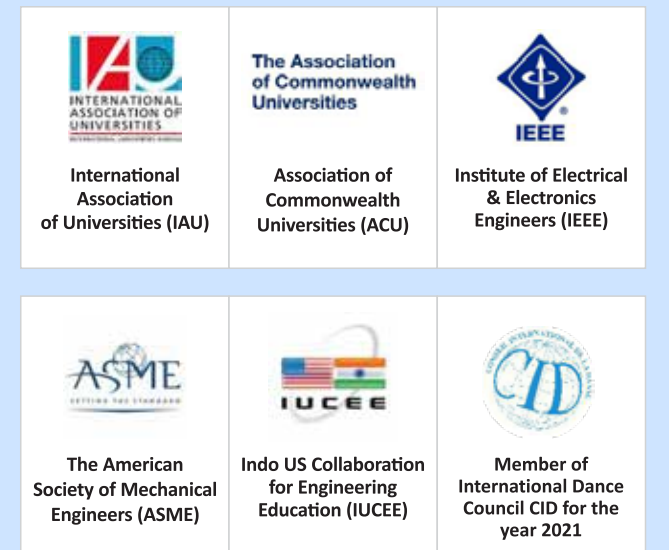 IAU
INTERNATIONAL
ASSOCIATION OF
UNIVERSITIES
International
Association
of Universities (IAU)
The Association
of Commonwealth
Universities
Association of
Commonwealth
Universities (ACU)
IEEE
Institute of Electrical
& Electronics
Engineers (IEEE)
ASME
SETTING THE STANDARD
The American
Society of Mechanical
Engineers (ASME)
IUCEE
Indo US Collaboration
for Engineering
Education (IUCEE)
CID
Member of
International Dance
Council CID for the
year 2021